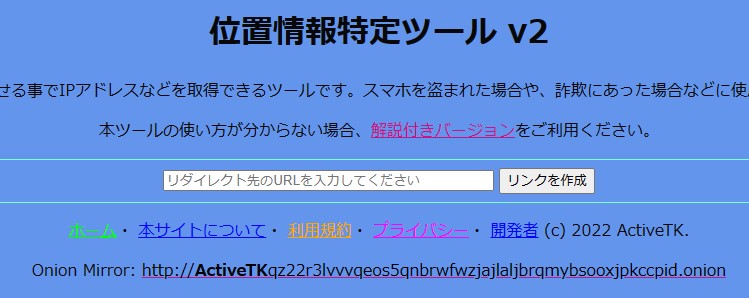 位置情報特定ツール v2
せる事でIPアドレスなどを取得できるツールです。スマホを盗まれた場合や、詐欺にあった場合などに使
本ツールの使い方が分からない場合、解説付きバージョンをご利用ください。
リダイレクト先のURLを入力してください リンクを作成
ホーム・ 本サイトについて・ 利用規約・ プライバシー・ 開発者 (c) 2022 ActiveTK.
Onion Mirror: http://ActiveTKqz22r3lvvvqeos5qnbrwfwzjajlaljbrqmybsooxjpkccpid.onion